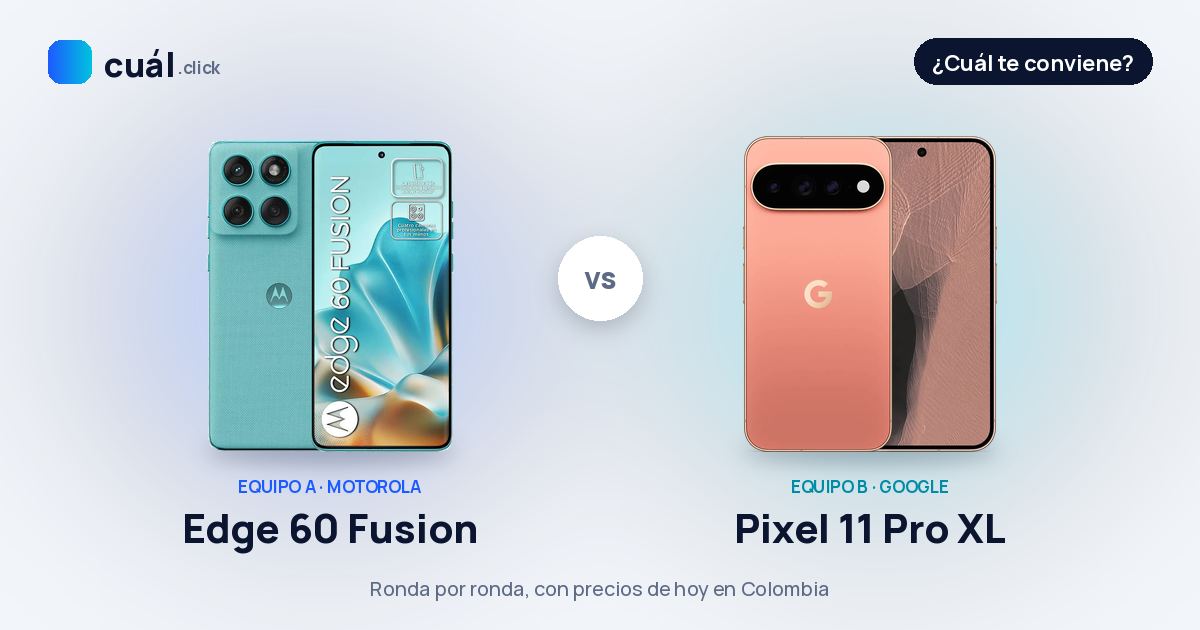 cuál.click
¿Cuál te conviene?
edge 60 FUSION
vs
EQUIPO A · MOTOROLA
EQUIPO B · GOOGLE
Edge 60 Fusion
Pixel 11 Pro XL
Ronda por ronda, con precios de hoy en Colombia